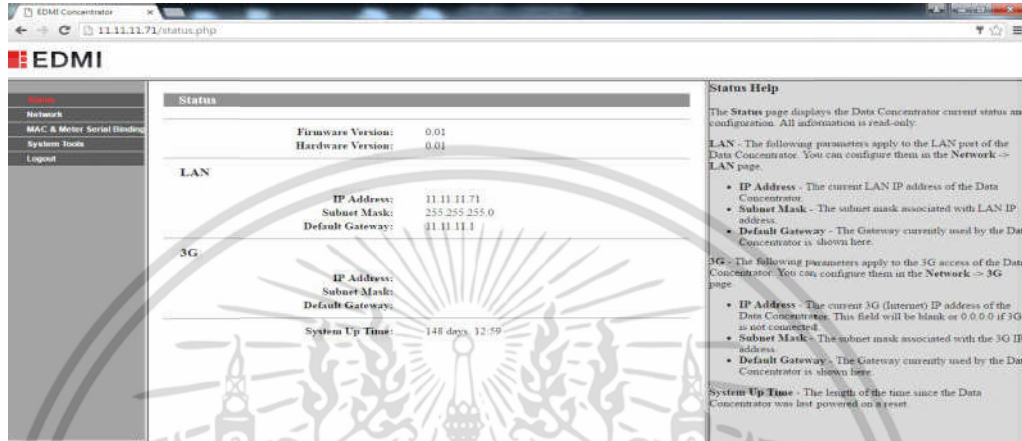 EDMI Concentrator
11.11.11.71/status.php
EDMI
Status
Network
MAC & Meter Serial Binding
System Tools
Logout
Status
Firmware Version: 0.01
Hardware Version: 0.01
LAN
IP Address: 11.11.11.71
Subnet Mask: 255.255.255.0
Default Gateway: 11.11.11.1
3G
IP Address:
Subnet Mask:
Default Gateway:
System Up Time: 148 days, 12:59
Status Help
The Status page displays the Data Concentrator current status an
configuration. All information is read-only.
LAN - The following parameters apply to the LAN port of the
Data Concentrator. You can configure them in the Network ->
LAN page.
• IP Address - The current LAN IP address of the Data
Concentrator.
• Subnet Mask - The subnet mask associated with LAN IP
address.
• Default Gateway - The Gateway currently used by the Dat
Concentrator is shown here.
3G - The following parameters apply to the 3G access of the Data
Concentrator. You can configure them in the Network -> 3G
page.
• IP Address - The current 3G (Internet) IP address of the
Data Concentrator. This field will be blank or 0.0.0.0 if 3G
is not connected.
• Subnet Mask - The subnet mask associated with the 3G IP
address.
• Default Gateway - The Gateway currently used by the Dat
Concentrator is shown here.
System Up Time - The length of the time since the Data
Concentrator was last powered on a reset.